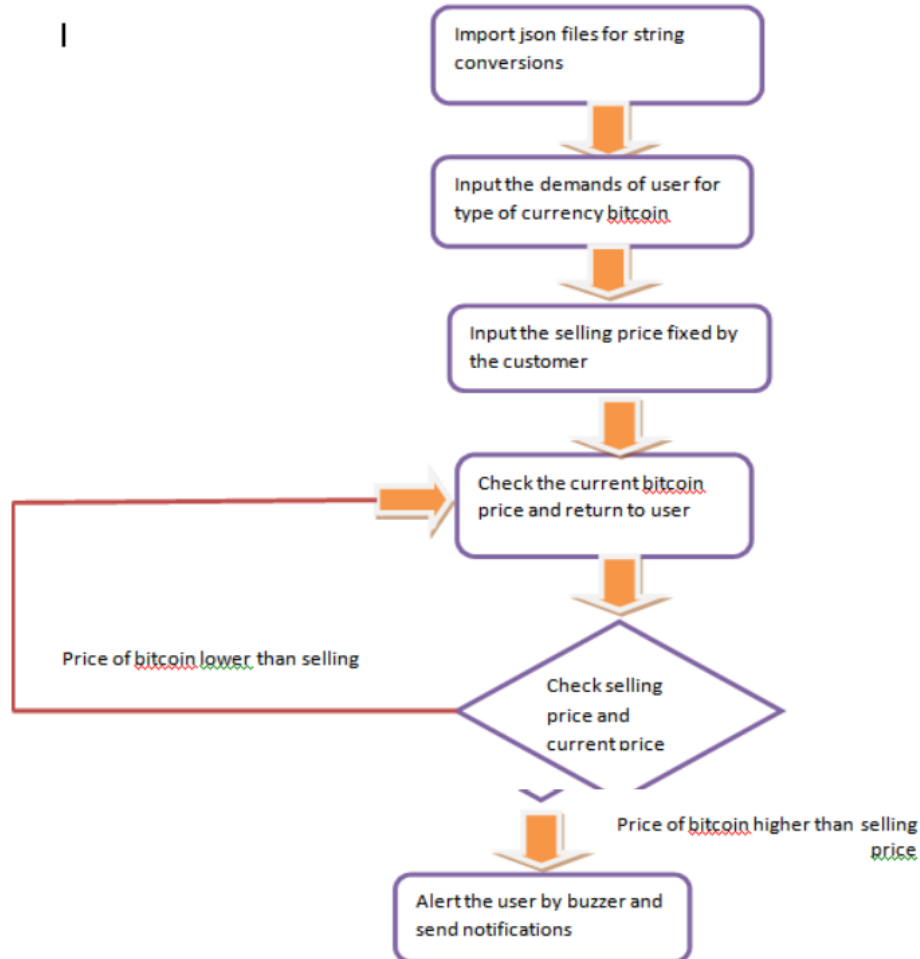 Import json files for string
conversions
Input the demands of user for
type of currency bitcoin
Input the selling price fixed by
the customer
Check the current bitcoin
price and return to user
Price of bitcoin lower than selling
Check selling
price and
current price
Price of bitcoin higher than selling
price
Alert the user by buzzer and
send notifications